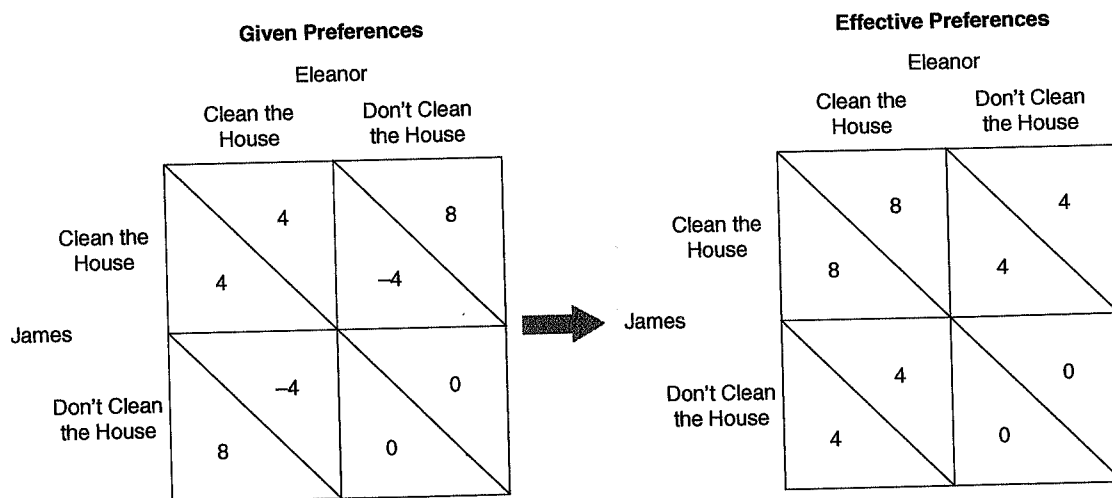 Given Preferences
Eleanor
Clean the
House
Don't Clean
the House
Clean the
House
4
8
4
–4
James
Don't Clean
the House
–4
0
8
0
Effective Preferences
Eleanor
Clean the
House
Don't Clean
the House
Clean the
House
8
4
8
4
James
Don't Clean
the House
4
0
4
0